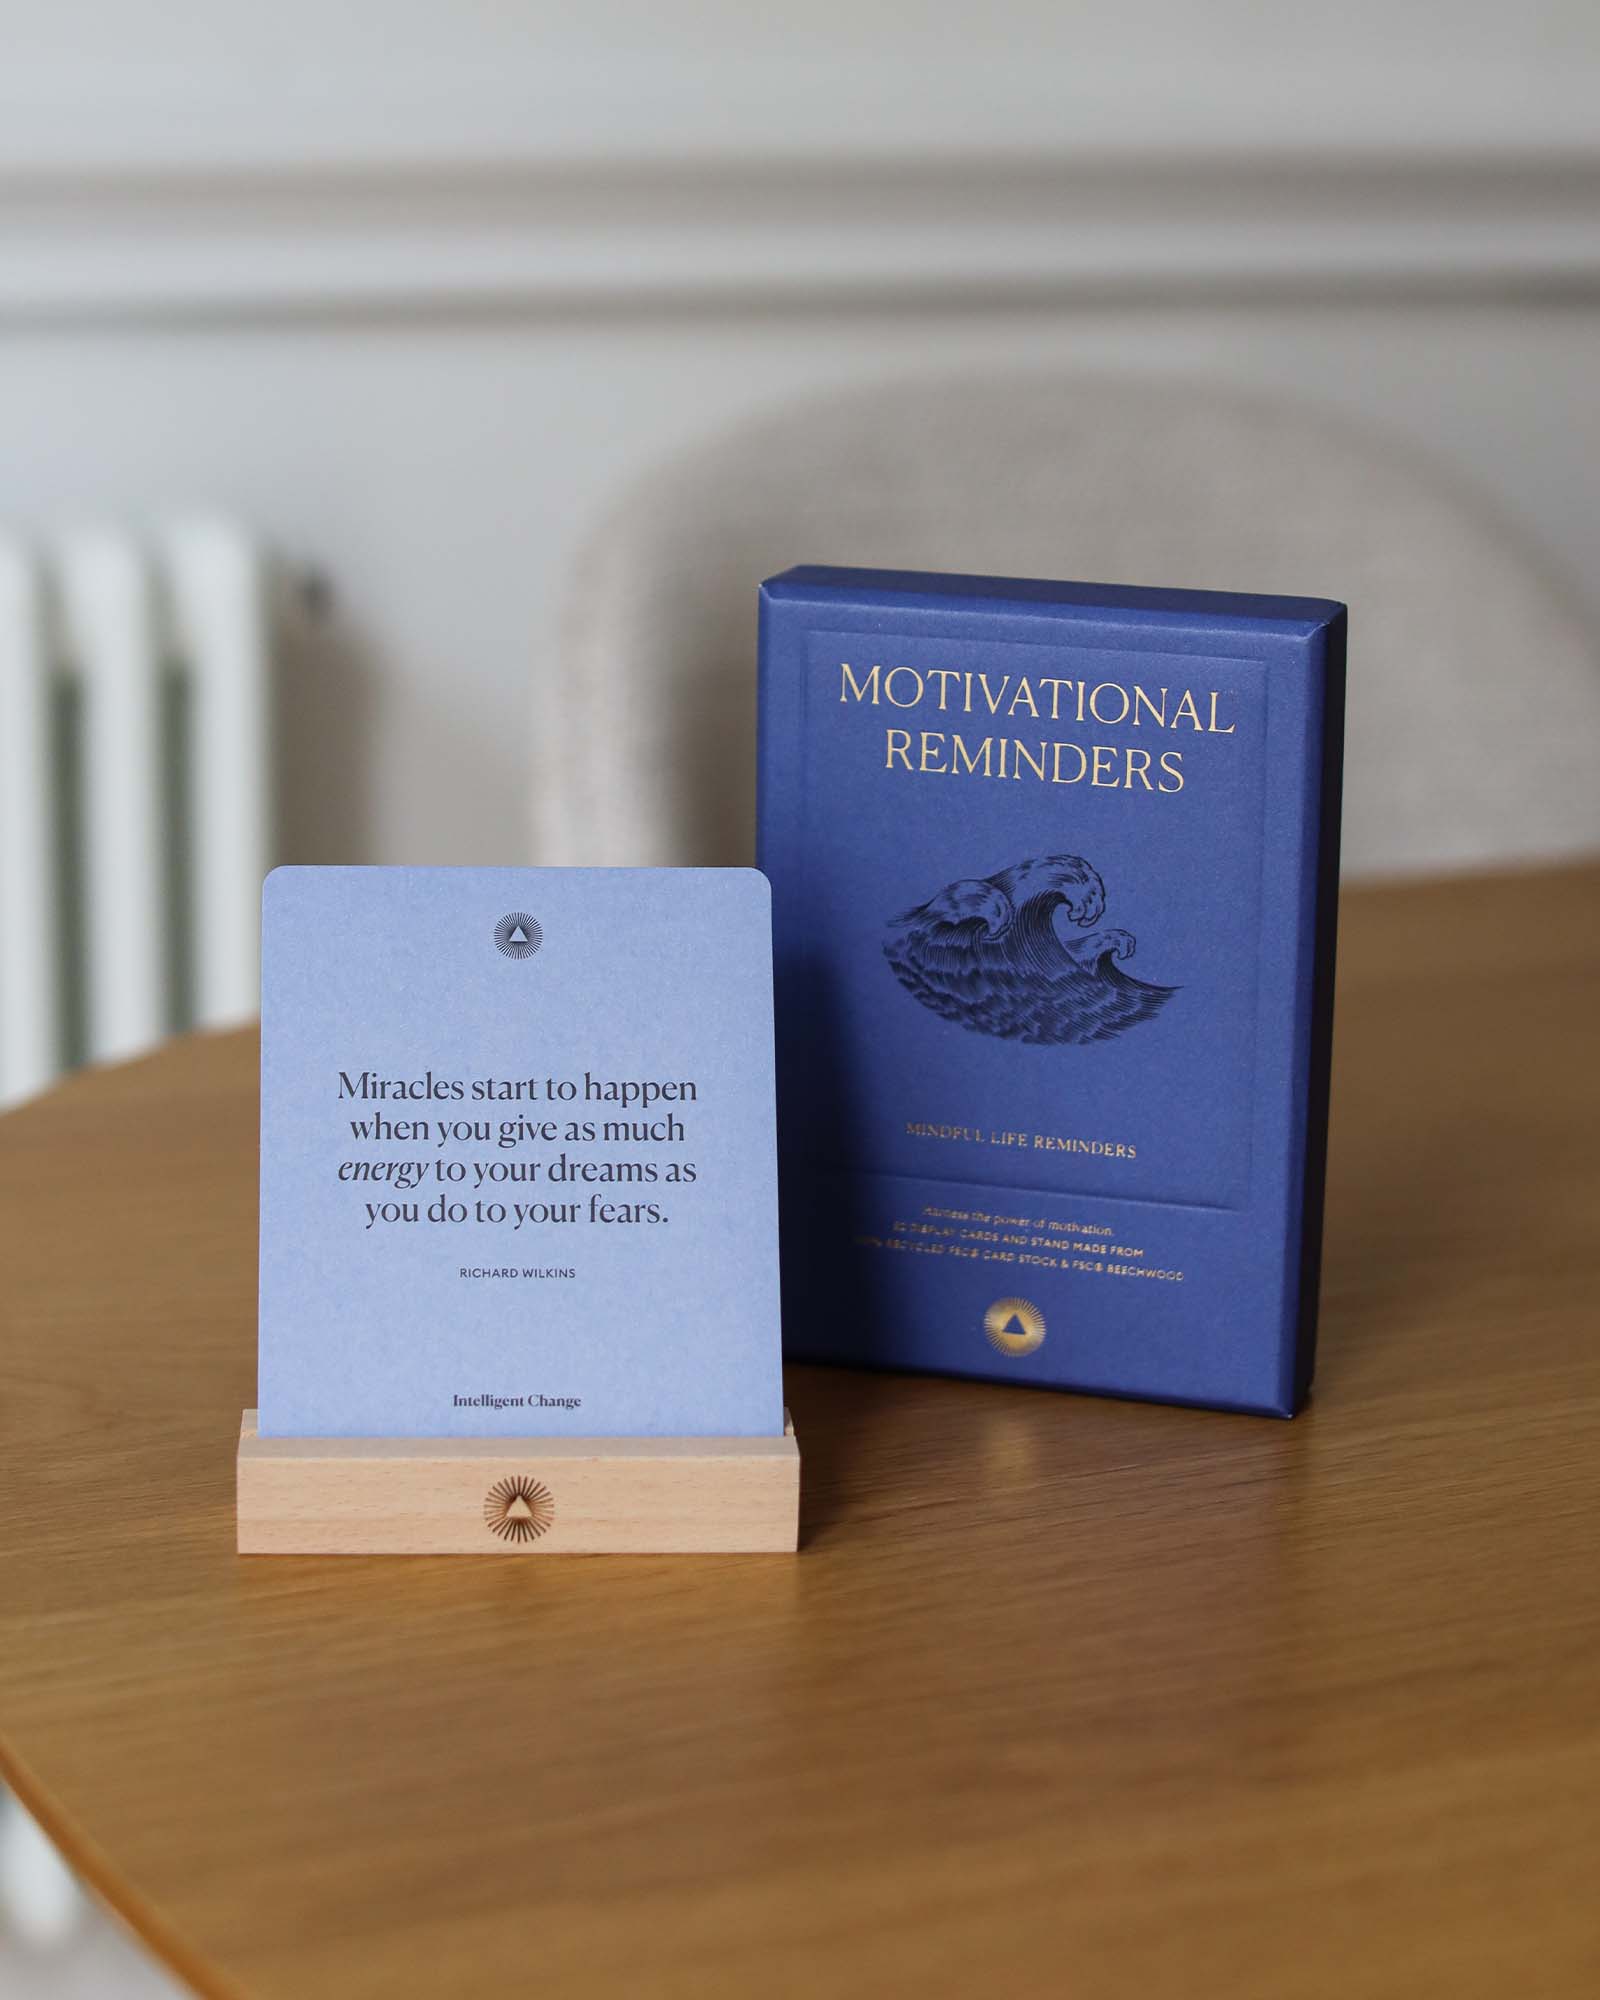 MOTIVATIONAL
REMINDERS
MINDFUL LIFE REMINDERS
Harness the power of motivation.
52 DISPLAY CARDS AND STAND MADE FROM
RECYCLED FSC® CARD STOCK & FSC® BEECHWOOD
Miracles start to happen
when you give as much
energy to your dreams as
you do to your fears.
RICHARD WILKINS
Intelligent Change